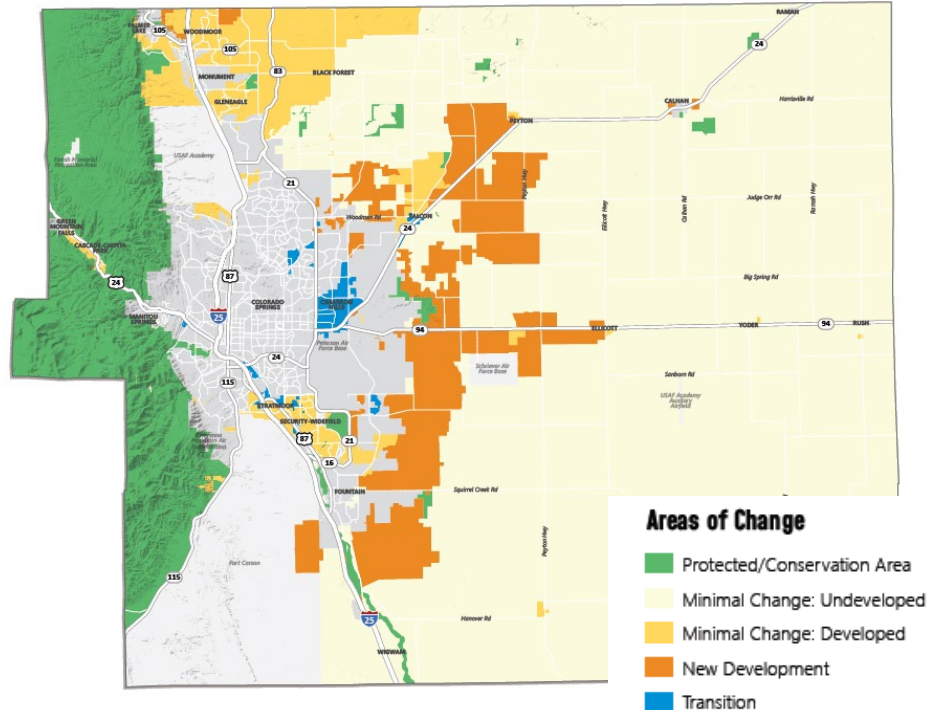 RAMAH
PALMER
LAKE
105
WOODMOOR
105
24
MONUMENT
83
BLACK FOREST
GLENEAGLE
CALHAN
Harrisville Rd
PEYTON
USAF Academy
21
Peyton Hwy
Ellicott Hwy
Calhan Rd
Judge Orr Rd
Ramah Hwy
Woodmen Rd
FALCON
24
GREEN
MOUNTAIN
FALLS
CASCADE-CHIPITA
PARK
24
87
Big Spring Rd
COLORADO
SPRINGS
CIMARRON
HILLS
25
MANITOU
SPRINGS
94
ELLICOTT
YODER
94
RUSH
Peterson Air
Force Base
24
Schriever Air
Force Base
Sanborn Rd
115
USAF Academy
Auxiliary
Airfield
STRATMOOR
SECURITY-WIDEFIELD
87
21
16
FOUNTAIN
Squirrel Creek Rd
Peyton Hwy
Fort Carson
115
25
Hanover Rd
WIGWAM
Areas of Change
Protected/Conservation Area
Minimal Change: Undeveloped
Minimal Change: Developed
New Development
Transition